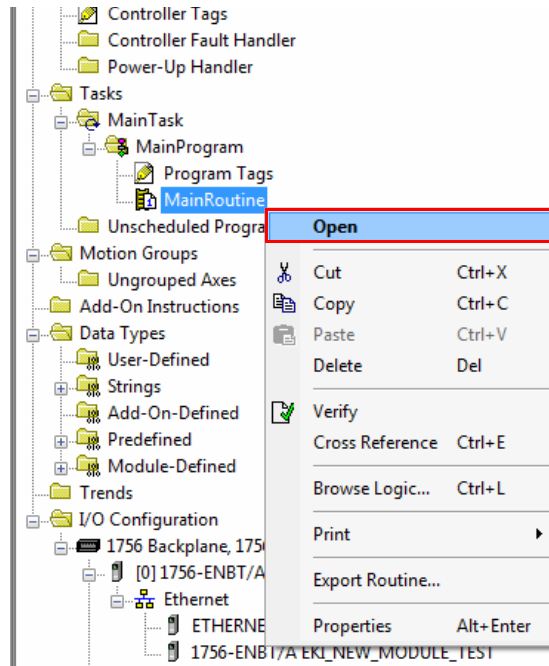 Controller Tags
Controller Fault Handler
Power-Up Handler
Tasks
MainTask
MainProgram
Program Tags
MainRoutine
Unscheduled Progra
Motion Groups
Ungrouped Axes
Add-On Instructions
Data Types
User-Defined
Strings
Add-On-Defined
Predefined
Module-Defined
Trends
I/O Configuration
1756 Backplane, 175
[0] 1756-ENBT/A
Ethernet
ETHERNE
1756-ENBT/A EKI_NEW_MODULE_TEST
Open
Cut Ctrl+X
Copy Ctrl+C
Paste Ctrl+V
Delete Del
Verify
Cross Reference Ctrl+E
Browse Logic... Ctrl+L
Print
Export Routine...
Properties Alt+Enter